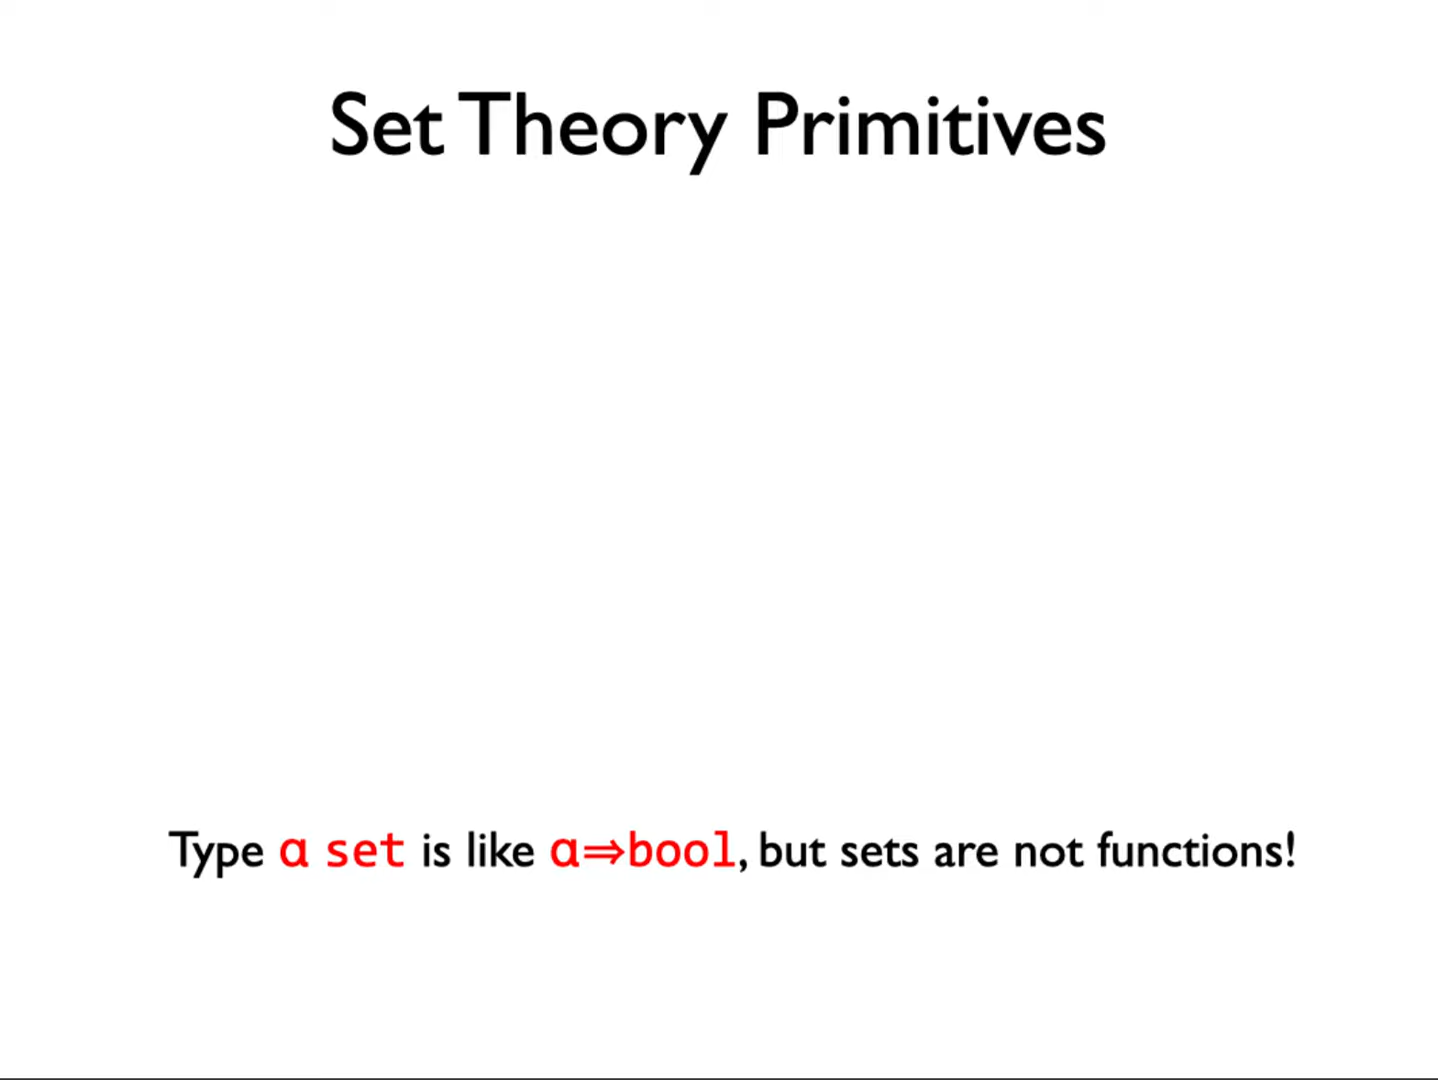 Set Theory Primitives
Type α set is like α⇒bool, but sets are not functions!